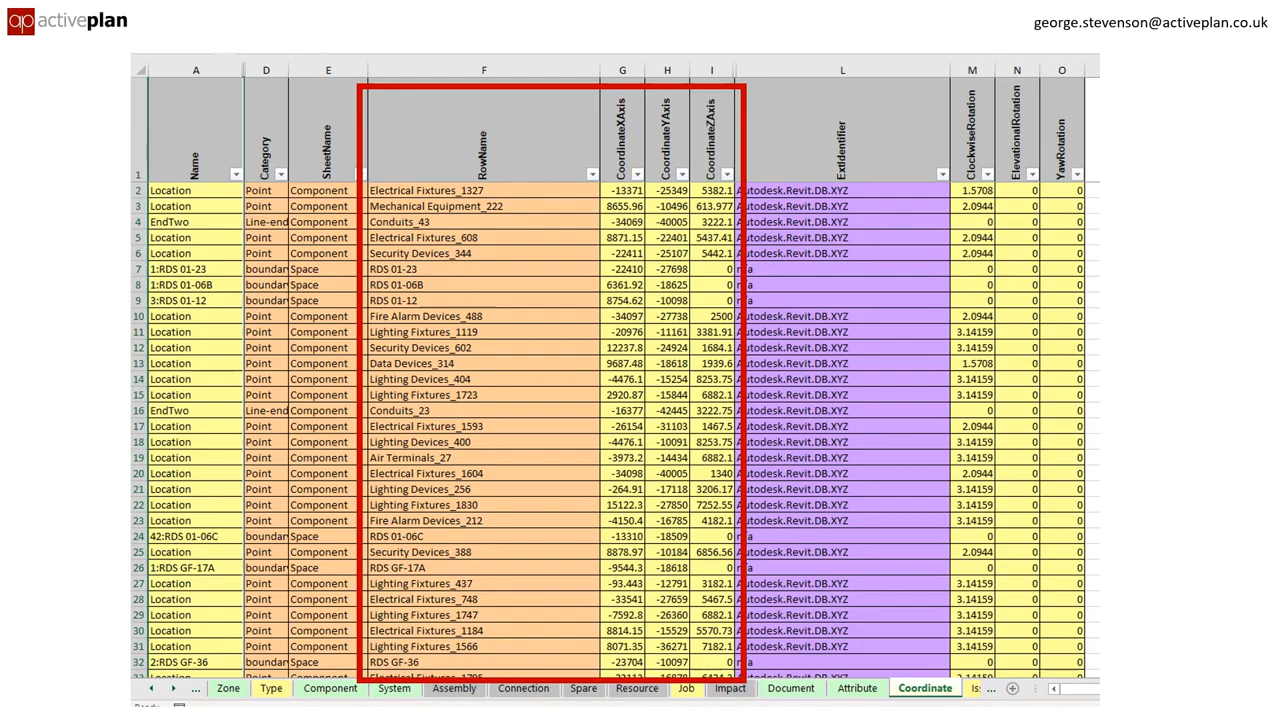 activeplan
george.stevenson@activeplan.co.uk
A D E F G H I L M N O
1 Name Category SheetName RowName CoordinateXAxis CoordinateYAxis CoordinateZAxis ExtIdentifier ClockwiseRotation ElevationalRotation YawRotation
2 Location Point Component Electrical Fixtures_1327 -13371 -25349 5382.1 Autodesk.Revit.DB.XYZ 1.5708 0 0
3 Location Point Component Mechanical Equipment_222 8655.96 -10496 613.977 Autodesk.Revit.DB.XYZ 2.0944 0 0
4 EndTwo Line-end Component Conduits_43 -34069 -40005 3222.1 Autodesk.Revit.DB.XYZ 0 0 0
5 Location Point Component Electrical Fixtures_608 8871.15 -22401 5437.41 Autodesk.Revit.DB.XYZ 2.0944 0 0
6 Location Point Component Security Devices_344 -22411 -25107 5442.1 Autodesk.Revit.DB.XYZ 2.0944 0 0
7 1:RDS 01-23 boundar Space RDS 01-23 -22410 -27698 0 n/a 0 0 0
8 1:RDS 01-06B boundar Space RDS 01-06B 6361.92 -18625 0 n/a 0 0 0
9 3:RDS 01-12 boundar Space RDS 01-12 8754.62 -10098 0 n/a 0 0 0
10 Location Point Component Fire Alarm Devices_488 -34097 -27738 2500 Autodesk.Revit.DB.XYZ 2.0944 0 0
11 Location Point Component Lighting Fixtures_1119 -20976 -11161 3381.91 Autodesk.Revit.DB.XYZ 3.14159 0 0
12 Location Point Component Security Devices_602 12237.8 -24924 1684.1 Autodesk.Revit.DB.XYZ 3.14159 0 0
13 Location Point Component Data Devices_314 9687.48 -18618 1939.6 Autodesk.Revit.DB.XYZ 1.5708 0 0
14 Location Point Component Lighting Devices_404 -4476.1 -15254 8253.75 Autodesk.Revit.DB.XYZ 3.14159 0 0
15 Location Point Component Lighting Fixtures_1723 2920.87 -15844 6882.1 Autodesk.Revit.DB.XYZ 3.14159 0 0
16 EndTwo Line-end Component Conduits_23 -16377 -42445 3222.75 Autodesk.Revit.DB.XYZ 0 0 0
17 Location Point Component Electrical Fixtures_1593 -26154 -31103 1467.5 Autodesk.Revit.DB.XYZ 2.0944 0 0
18 Location Point Component Lighting Devices_400 -4476.1 -10091 8253.75 Autodesk.Revit.DB.XYZ 3.14159 0 0
19 Location Point Component Air Terminals_27 -3973.2 -14434 6882.1 Autodesk.Revit.DB.XYZ 3.14159 0 0
20 Location Point Component Electrical Fixtures_1604 -34098 -40005 1340 Autodesk.Revit.DB.XYZ 2.0944 0 0
21 Location Point Component Lighting Devices_256 -264.91 -17118 3206.17 Autodesk.Revit.DB.XYZ 3.14159 0 0
22 Location Point Component Lighting Fixtures_1830 15122.3 -27850 7252.55 Autodesk.Revit.DB.XYZ 3.14159 0 0
23 Location Point Component Fire Alarm Devices_212 -4150.4 -16785 4182.1 Autodesk.Revit.DB.XYZ 3.14159 0 0
24 42:RDS 01-06C boundar Space RDS 01-06C -13310 -18509 0 n/a 0 0 0
25 Location Point Component Security Devices_388 8878.97 -10184 6856.56 Autodesk.Revit.DB.XYZ 2.0944 0 0
26 1:RDS GF-17A boundar Space RDS GF-17A -9544.3 -18618 0 n/a 0 0 0
27 Location Point Component Lighting Fixtures_437 -93.443 -12791 3182.1 Autodesk.Revit.DB.XYZ 3.14159 0 0
28 Location Point Component Electrical Fixtures_748 -33541 -27659 5467.5 Autodesk.Revit.DB.XYZ 3.14159 0 0
29 Location Point Component Lighting Fixtures_1747 -7592.8 -26360 6882.1 Autodesk.Revit.DB.XYZ 3.14159 0 0
30 Location Point Component Electrical Fixtures_1184 8814.15 -15529 5570.73 Autodesk.Revit.DB.XYZ 3.14159 0 0
31 Location Point Component Lighting Fixtures_1566 8071.35 -36271 7182.1 Autodesk.Revit.DB.XYZ 3.14159 0 0
32 2:RDS GF-36 boundar Space RDS GF-36 -23704 -10097 0 n/a 0 0 0
... Zone Type Component System Assembly Connection Spare Resource Job Impact Document Attribute Coordinate Is: ...